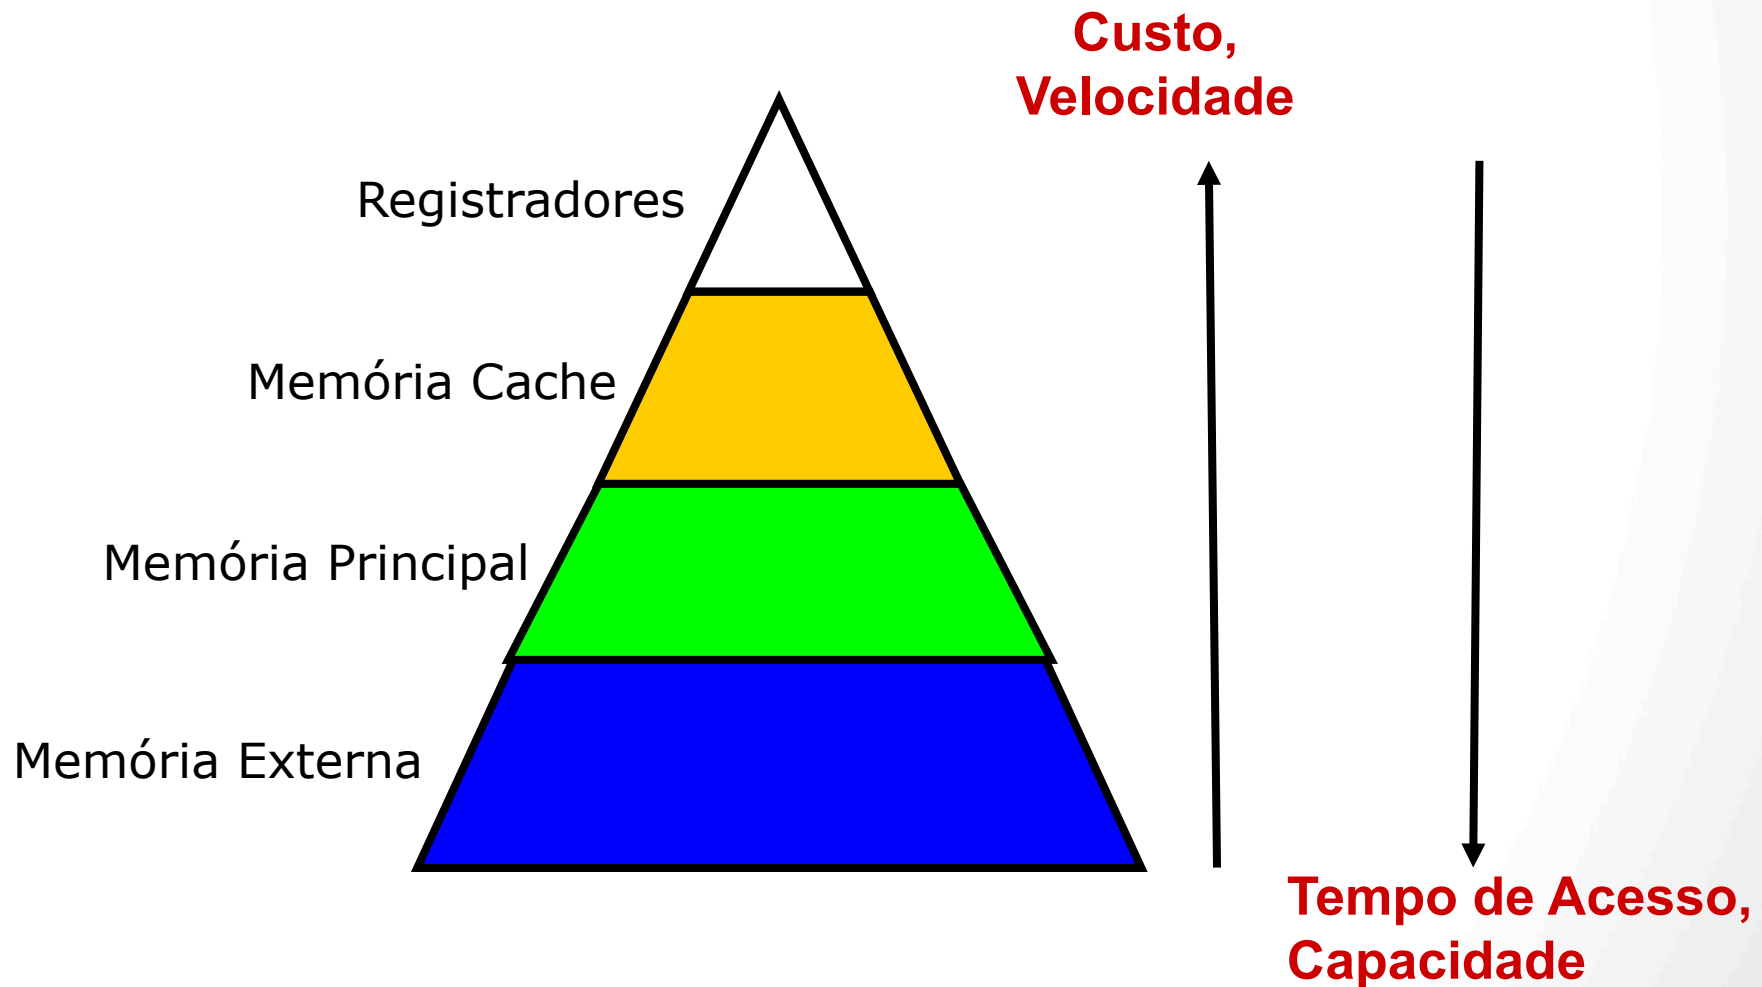 Custo,
Velocidade
Registradores
Memória Cache
Memória Principal
Memória Externa
Tempo de Acesso,
Capacidade